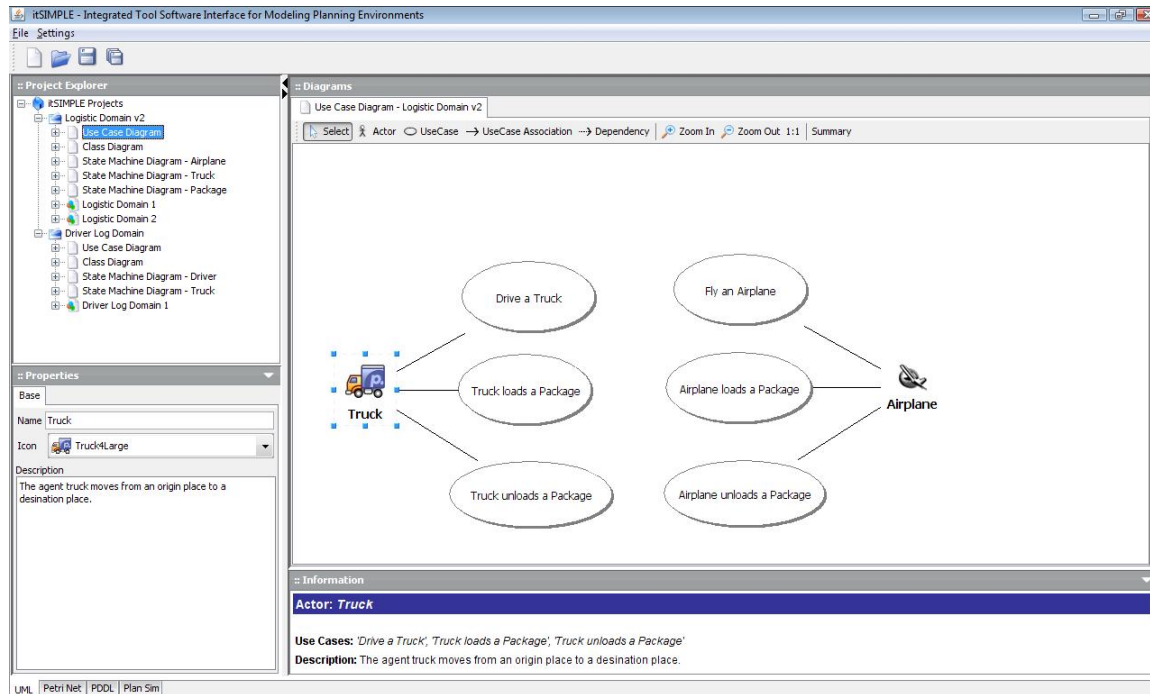 itSIMPLE - Integrated Tool Software Interface for Modeling Planning Environments
File Settings
:: Project Explorer
itSIMPLE Projects
Logistic Domain v2
Use Case Diagram
Class Diagram
State Machine Diagram - Airplane
State Machine Diagram - Truck
State Machine Diagram - Package
Logistic Domain 1
Logistic Domain 2
Driver Log Domain
Use Case Diagram
Class Diagram
State Machine Diagram - Driver
State Machine Diagram - Truck
Driver Log Domain 1
:: Properties
Base
Name Truck
Icon Truck4Large
Description
The agent truck moves from an origin place to a
desination place.
:: Diagrams
Use Case Diagram - Logistic Domain v2
Select Actor UseCase UseCase Association Dependency Zoom In Zoom Out 1:1 Summary
Drive a Truck
Fly an Airplane
Truck loads a Package
Airplane loads a Package
Truck
Airplane
Truck unloads a Package
Airplane unloads a Package
:: Information
Actor: Truck
Use Cases: 'Drive a Truck', 'Truck loads a Package', 'Truck unloads a Package'
Description: The agent truck moves from an origin place to a desination place.
UML Petri Net PDDL Plan Sim